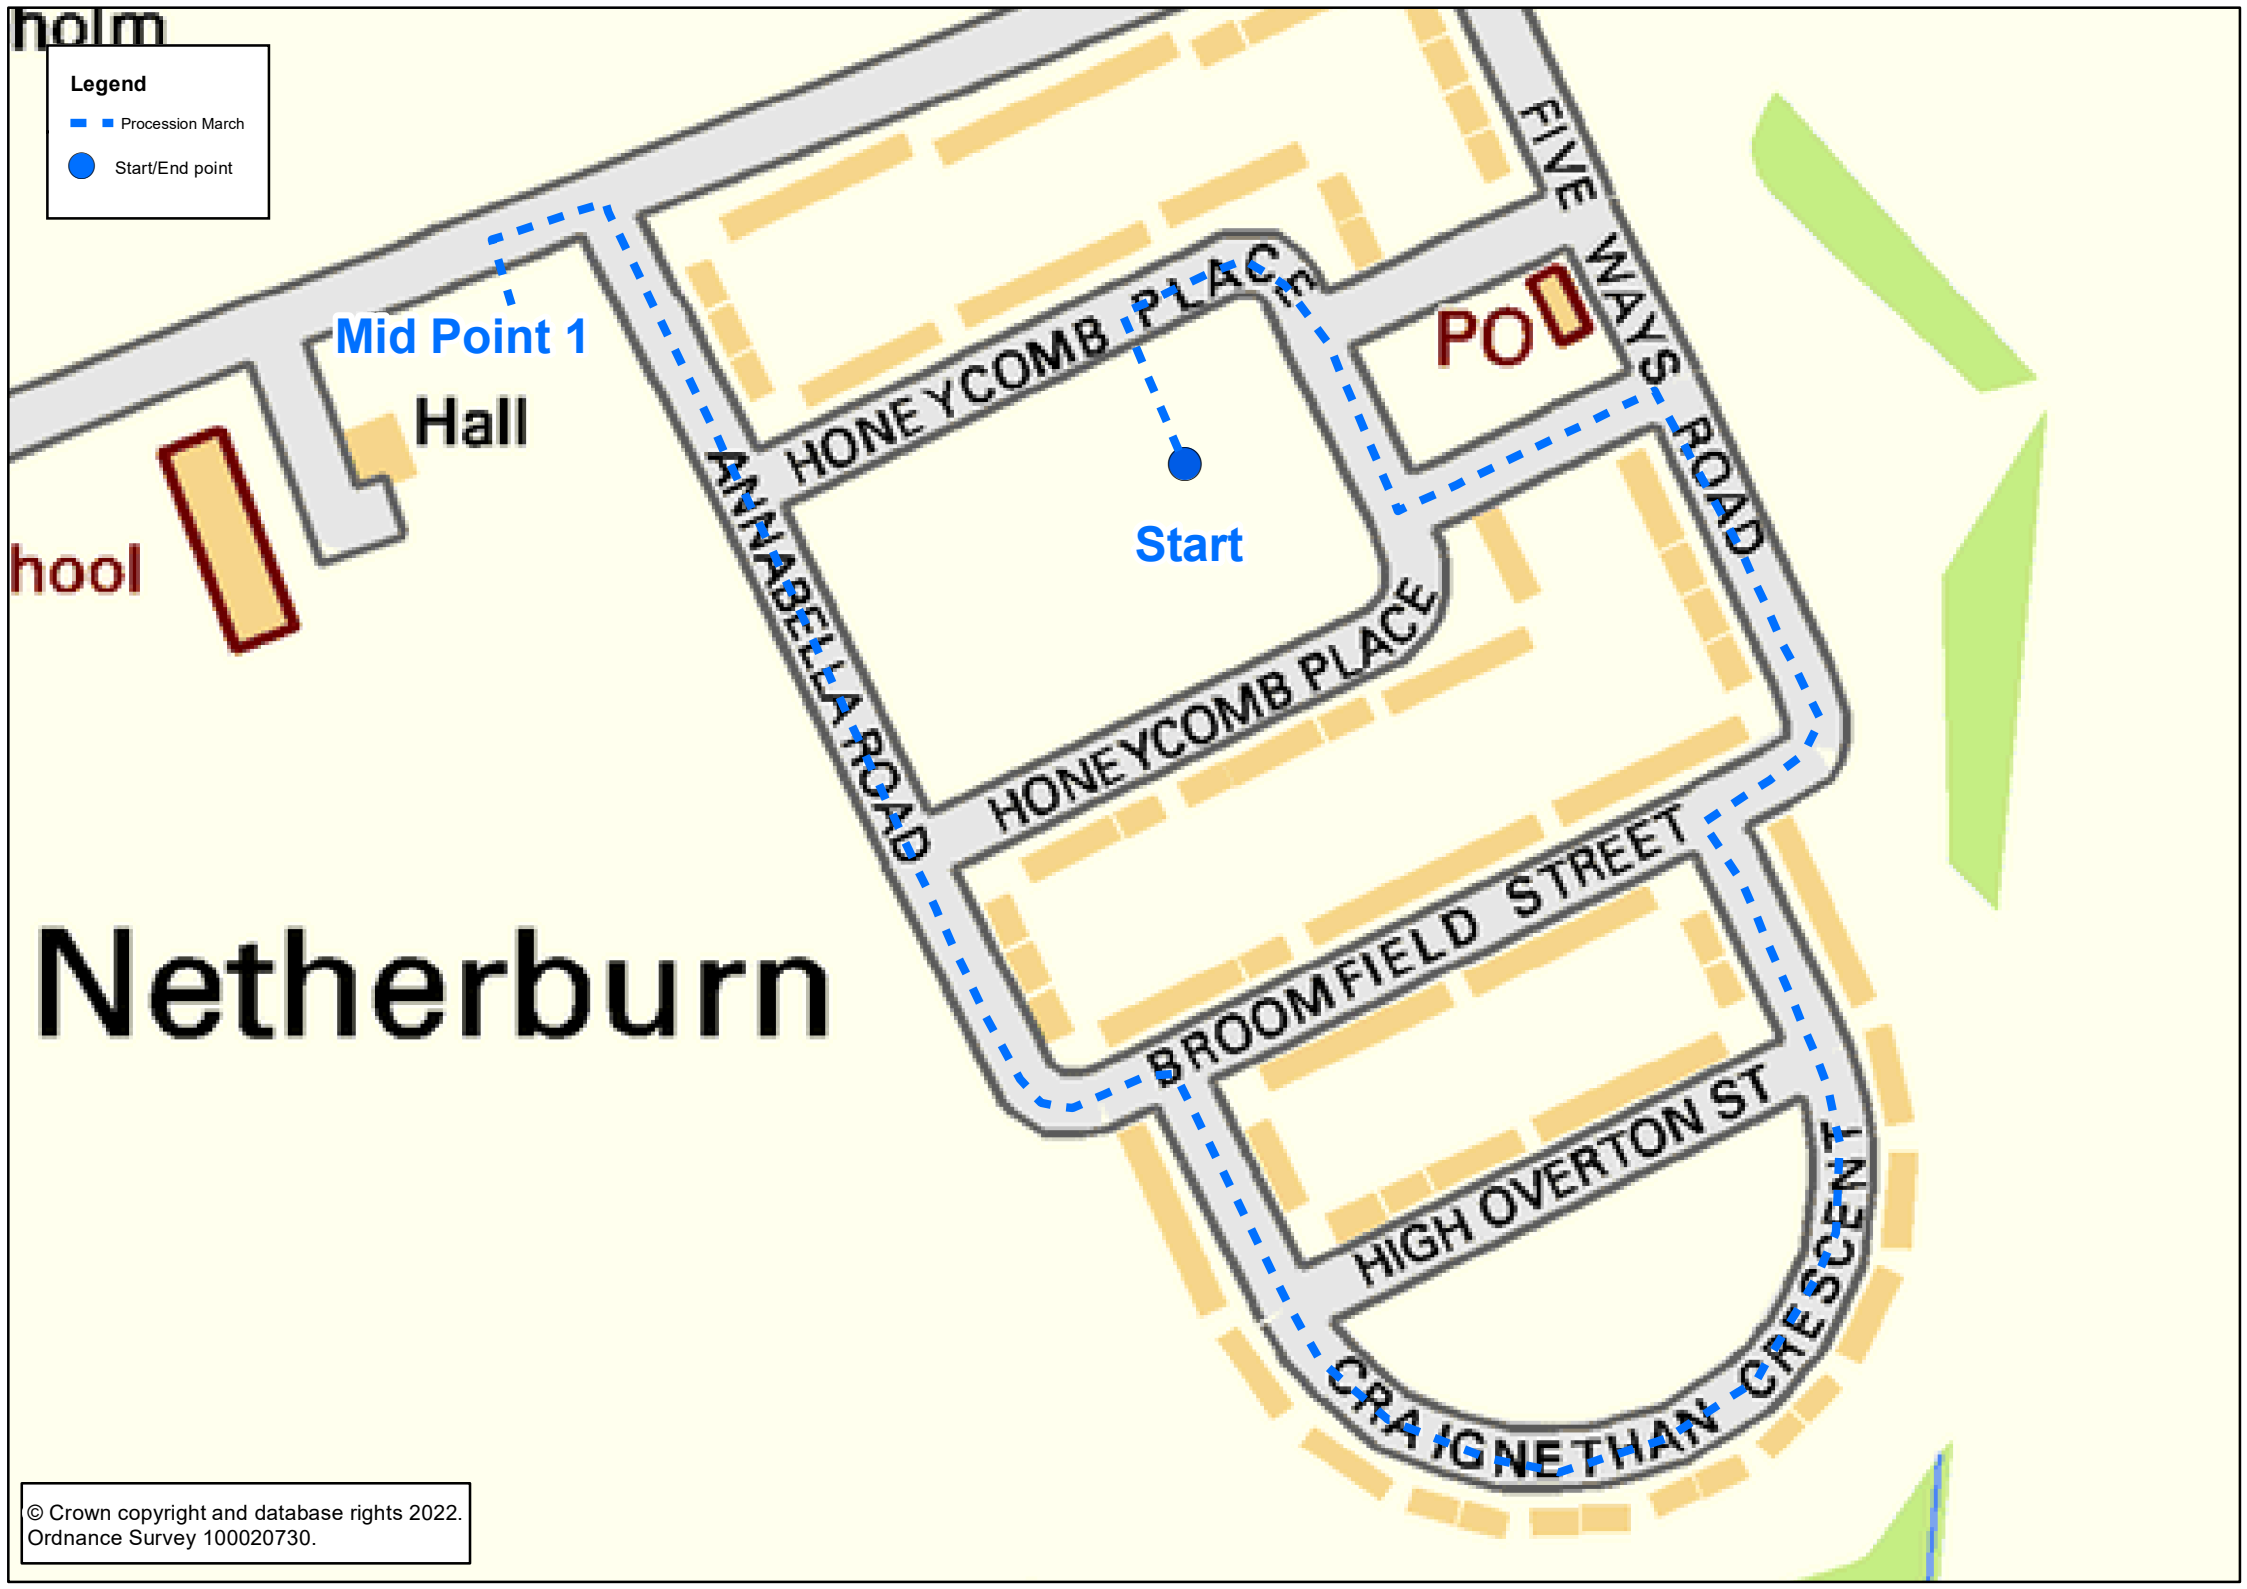 holm
Legend
Procession March
Start/End point
FIVE WAYS ROAD
HONEYCOMB PLACE
PO
Mid Point 1
Hall
ANNABELLA ROAD
Start
hool
HONEYCOMB PLACE
BROOMFIELD STREET
Netherburn
HIGH OVERTON ST
CRAIGNETHAN CRESCENT
© Crown copyright and database rights 2022.
Ordnance Survey 100020730.